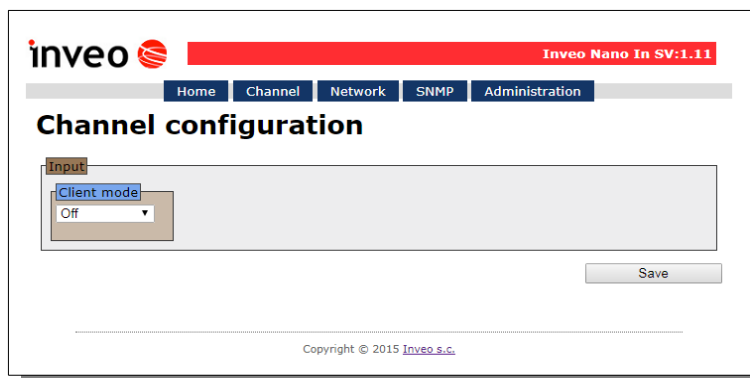 inveo
Inveo Nano In SV:1.11
Home Channel Network SNMP Administration
Channel configuration
Input
Client mode
Off
Save
Copyright © 2015 Inveo s.c.